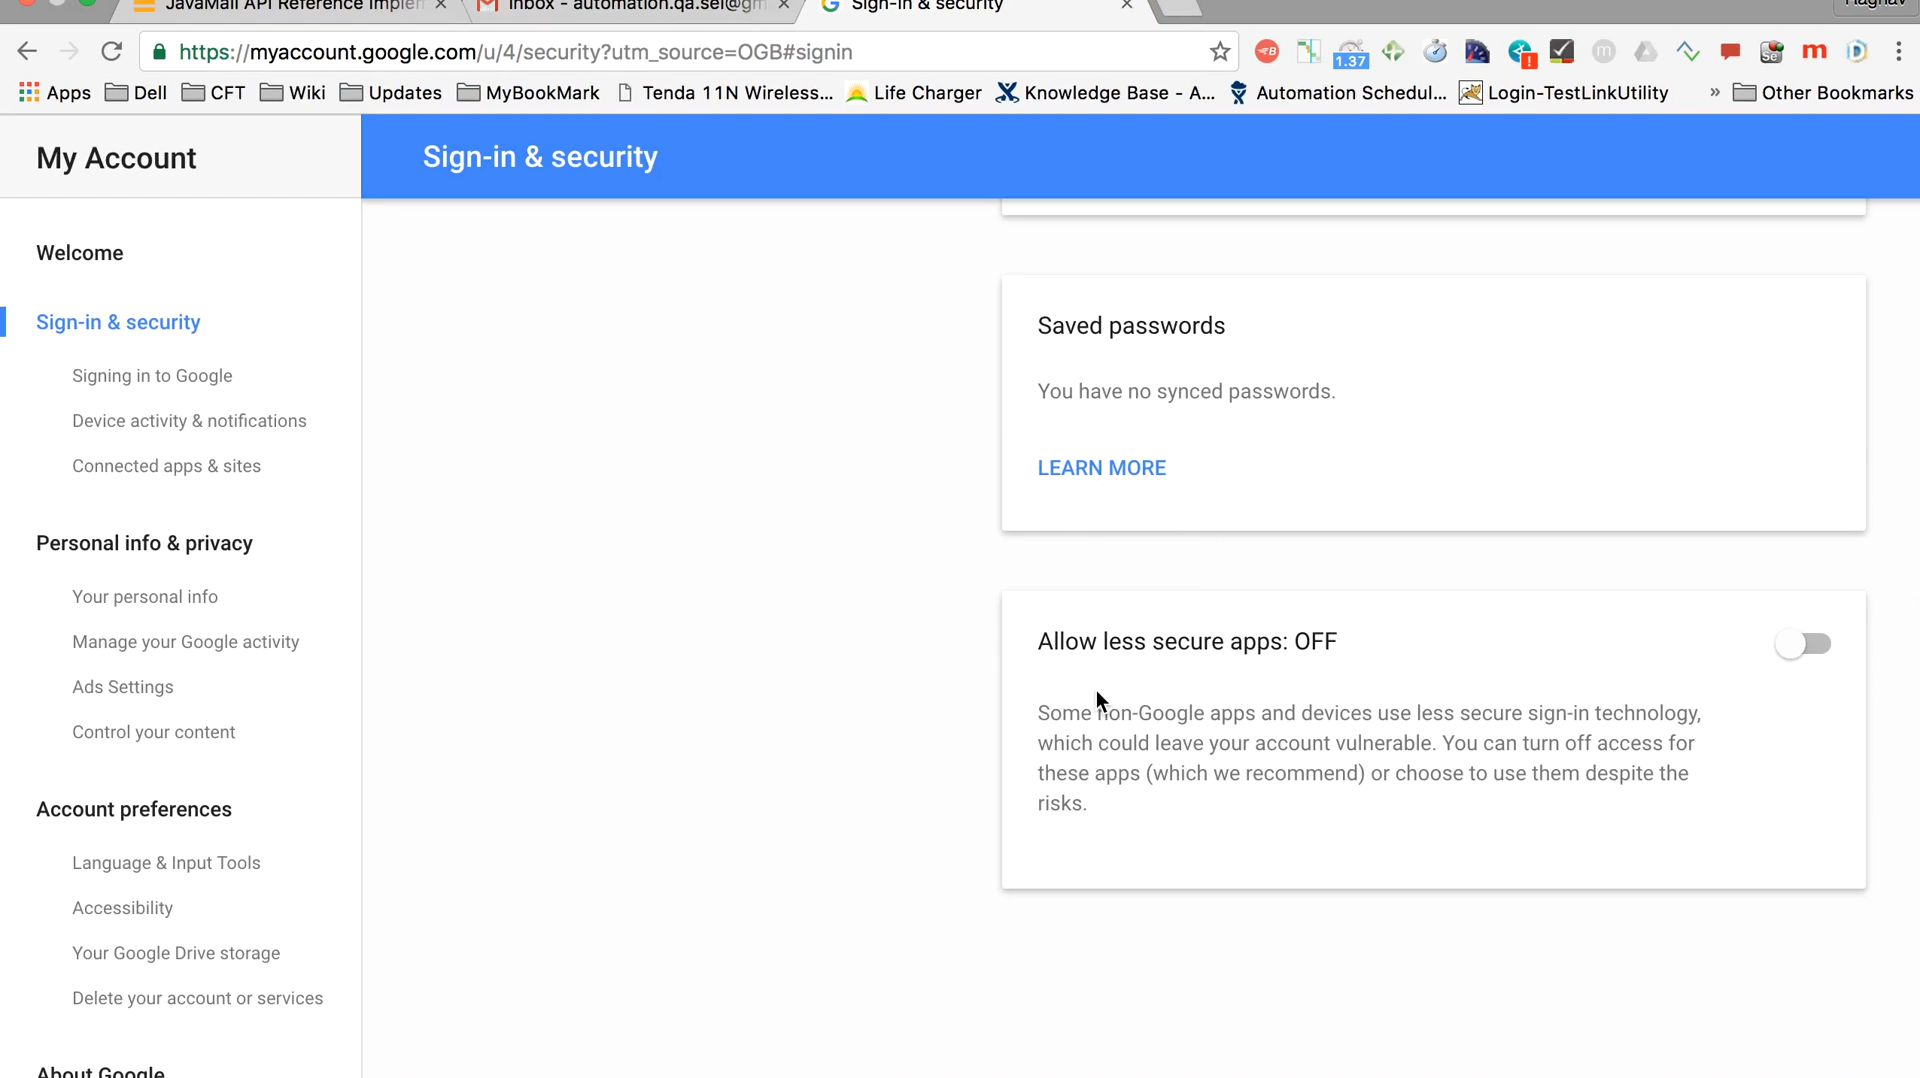 JavaMail API Reference Implem
Inbox - automation.qa.sel@gm
Sign-in & security
Raghav
https://myaccount.google.com/u/4/security?utm_source=OGB#signin
1.37
Apps
Dell
CFT
Wiki
Updates
MyBookMark
Tenda 11N Wireless...
Life Charger
Knowledge Base - A...
Automation Schedul...
Login-TestLinkUtility
»
Other Bookmarks
My Account
Sign-in & security
Welcome
Sign-in & security
Signing in to Google
Device activity & notifications
Connected apps & sites
Personal info & privacy
Your personal info
Manage your Google activity
Ads Settings
Control your content
Account preferences
Language & Input Tools
Accessibility
Your Google Drive storage
Delete your account or services
About Google
Saved passwords
You have no synced passwords.
LEARN MORE
Allow less secure apps: OFF
Some non-Google apps and devices use less secure sign-in technology,
which could leave your account vulnerable. You can turn off access for
these apps (which we recommend) or choose to use them despite the
risks.